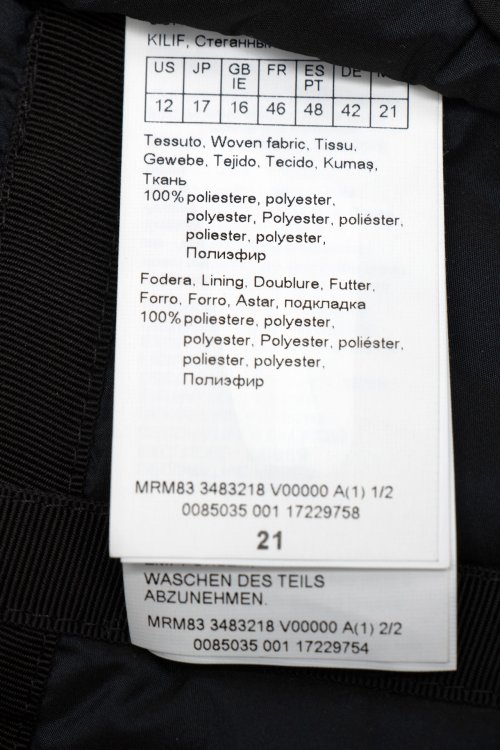 KILIF, Стеганный
US JP GB IE FR ES PT DE
12 17 16 46 48 42 21
Tessuto, Woven fabric, Tissu,
Gewebe, Tejido, Tecido, Kumaş,
Ткань
100% poliestere, polyester,
polyester, Polyester, poliéster,
poliester, polyester,
Полиэфир
Fodera, Lining, Doublure, Futter,
Forro, Forro, Astar, подкладка
100% poliestere, polyester,
polyester, Polyester, poliéster,
poliester, polyester,
Полиэфир
MRM83 3483218 V00000 A(1) 1/2
0085035 001 17229758
21
WASCHEN DES TEILS
ABZUNEHMEN.
MRM83 3483218 V00000 A(1) 2/2
0085035 001 17229754